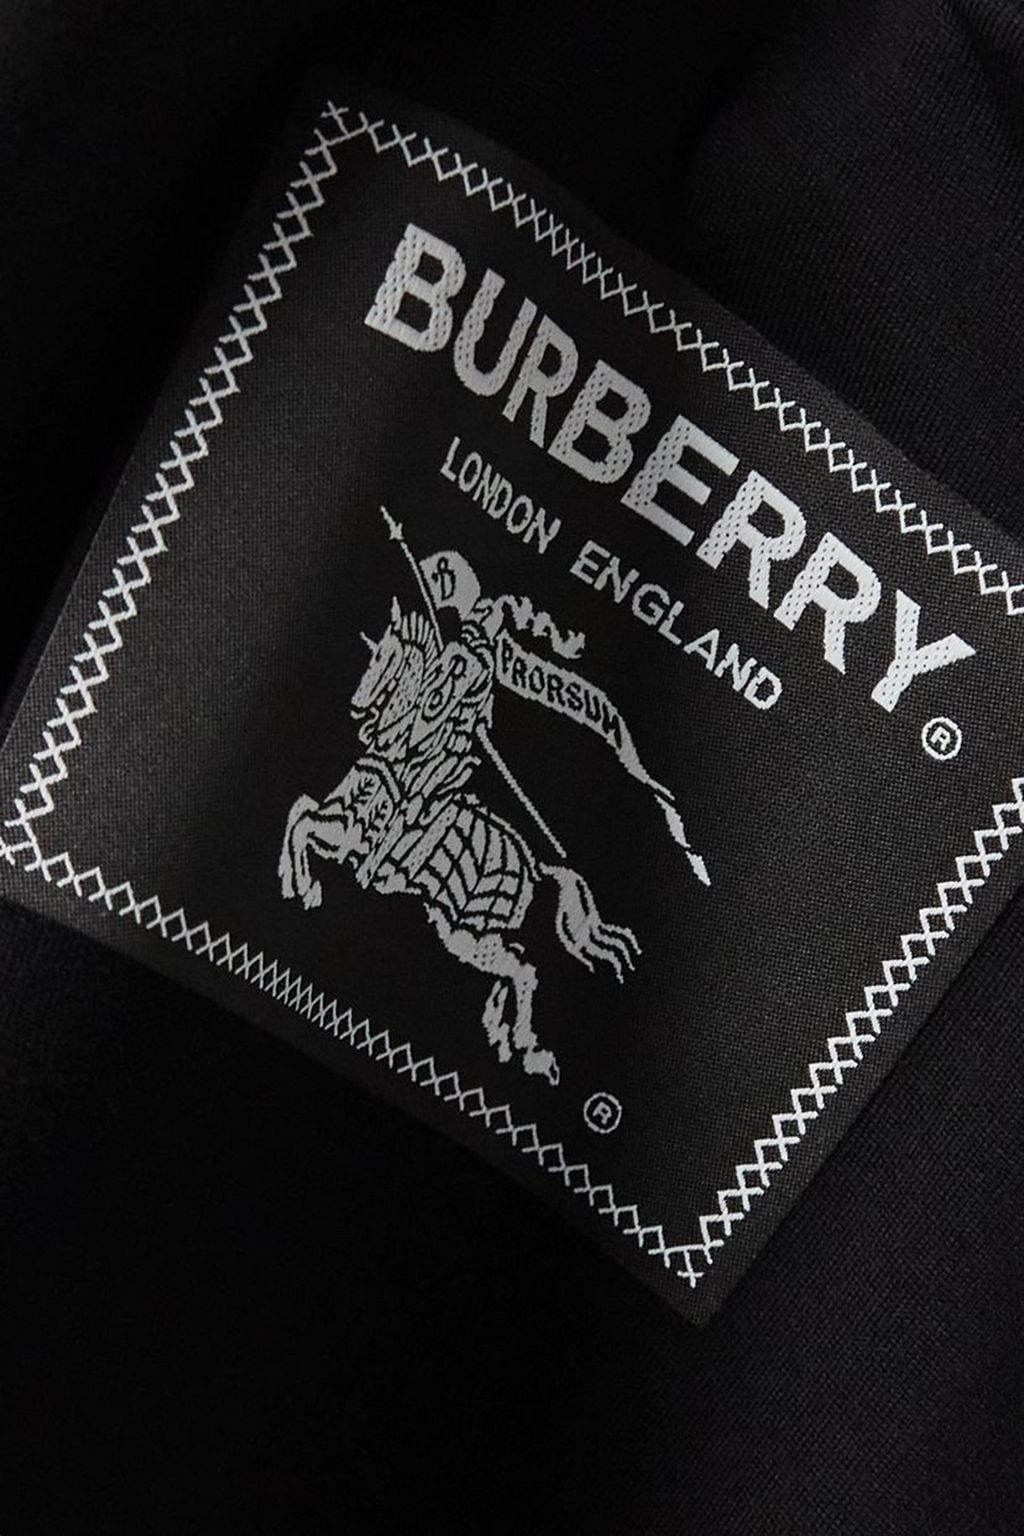 BURBERRY®
LONDON ENGLAND
B
PRORSUM
B
®